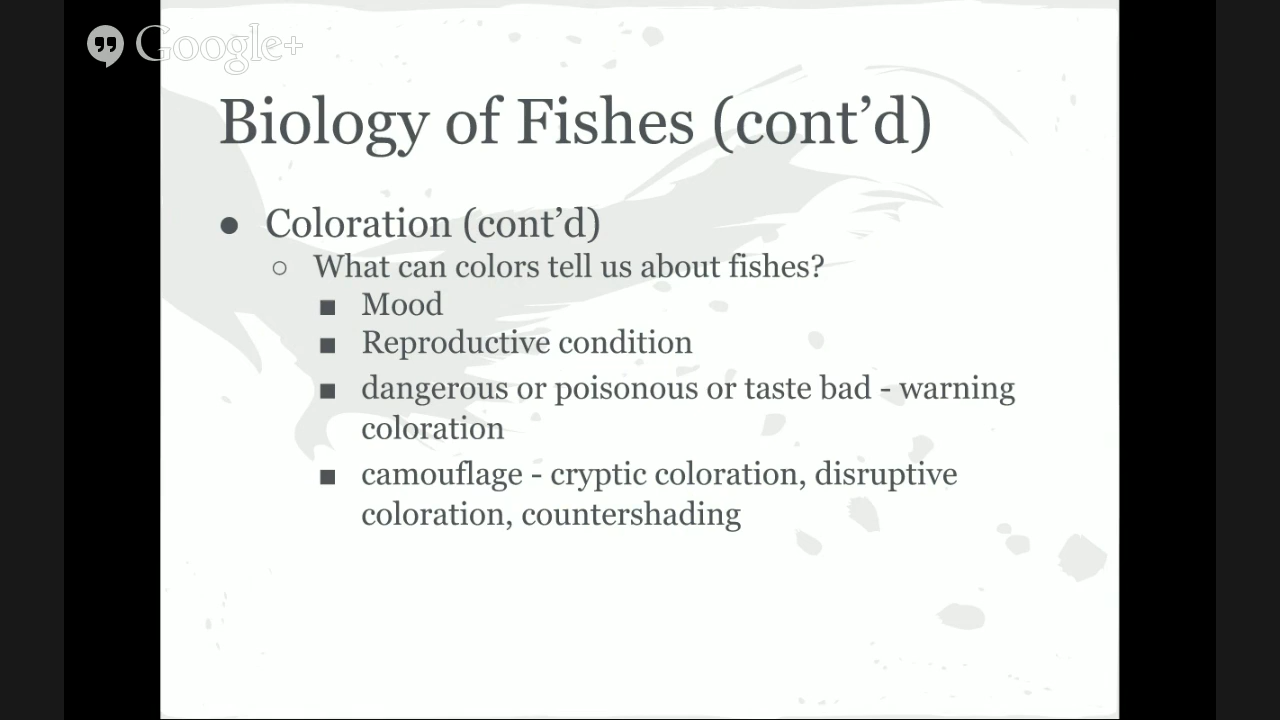 Google+
Biology of Fishes (cont’d)
● Coloration (cont’d)
○ What can colors tell us about fishes?
■ Mood
■ Reproductive condition
■ dangerous or poisonous or taste bad - warning
coloration
■ camouflage - cryptic coloration, disruptive
coloration, countershading